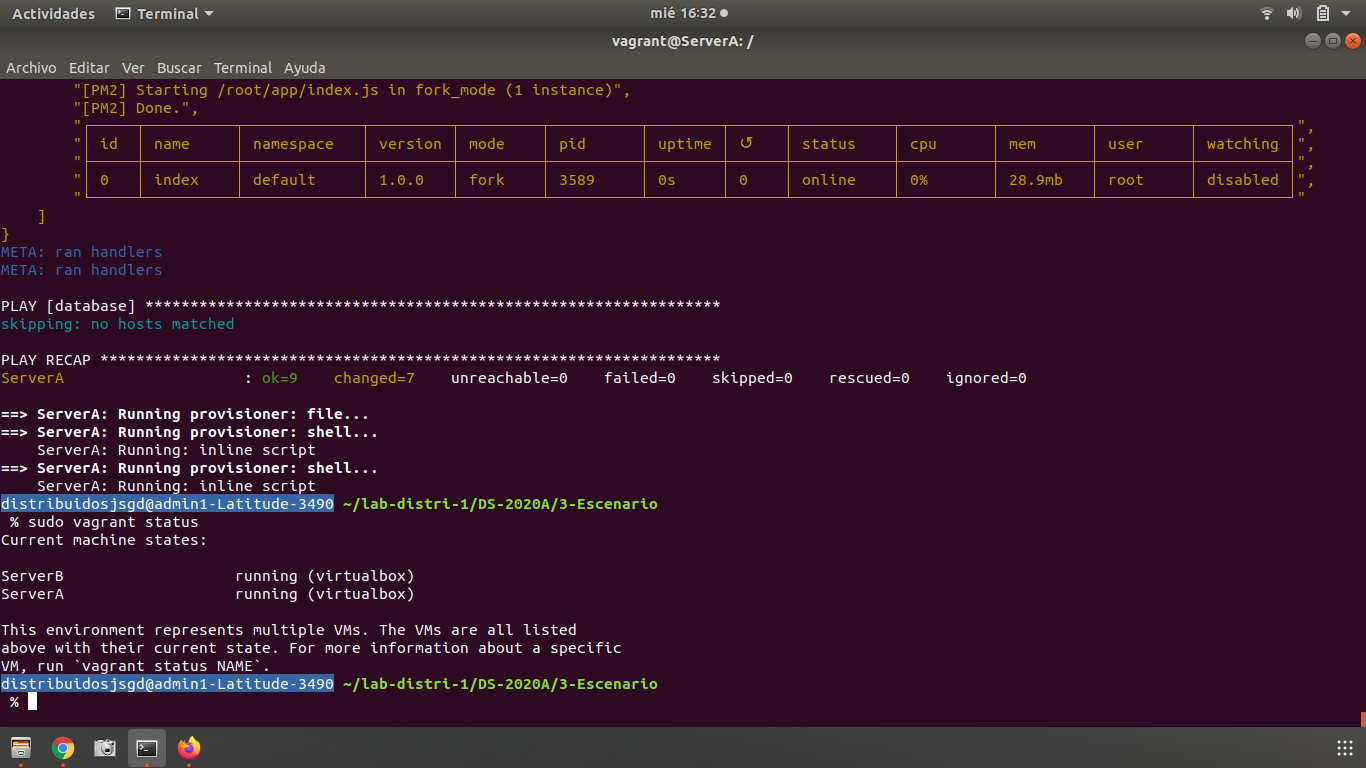 Actividades Terminal mié 16:32
vagrant@ServerA: /
Archivo Editar Ver Buscar Terminal Ayuda
"[PM2] Starting /root/app/index.js in fork_mode (1 instance)",
"[PM2] Done.",
" ",
" id name namespace version mode pid uptime ↺ status cpu mem user watching ",
" ",
" 0 index default 1.0.0 fork 3589 0s 0 online 0% 28.9mb root disabled ",
" "
]
}
META: ran handlers
META: ran handlers
PLAY [database] ****************************************************************
skipping: no hosts matched
PLAY RECAP *********************************************************************
ServerA : ok=9 changed=7 unreachable=0 failed=0 skipped=0 rescued=0 ignored=0
==> ServerA: Running provisioner: file...
==> ServerA: Running provisioner: shell...
ServerA: Running: inline script
==> ServerA: Running provisioner: shell...
ServerA: Running: inline script
distribuidosjsgd@admin1-Latitude-3490 ~/lab-distri-1/DS-2020A/3-Escenario
% sudo vagrant status
Current machine states:
ServerB running (virtualbox)
ServerA running (virtualbox)
This environment represents multiple VMs. The VMs are all listed
above with their current state. For more information about a specific
VM, run `vagrant status NAME`.
distribuidosjsgd@admin1-Latitude-3490 ~/lab-distri-1/DS-2020A/3-Escenario
%